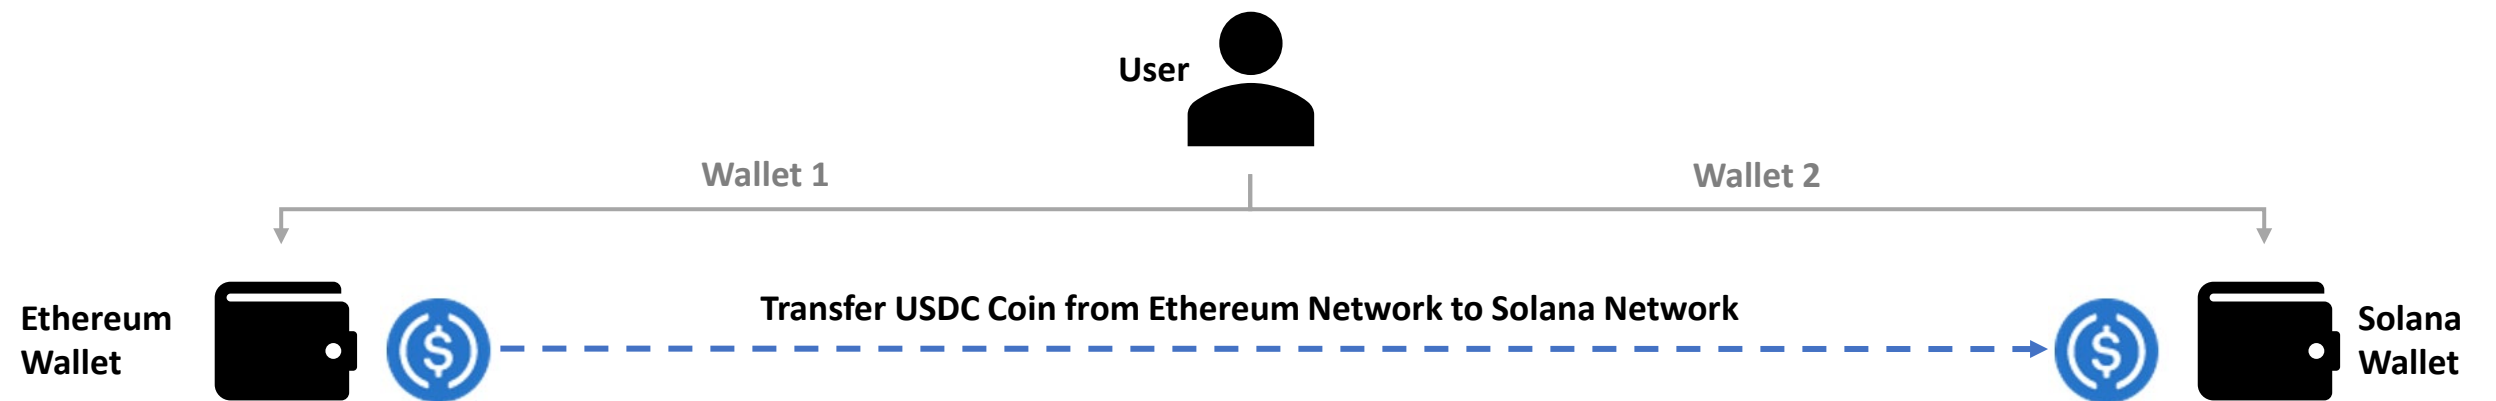 User
Wallet 1
Wallet 2
Transfer USDC Coin from Ethereum Network to Solana Network
Ethereum
Wallet
$
$
Solana
Wallet